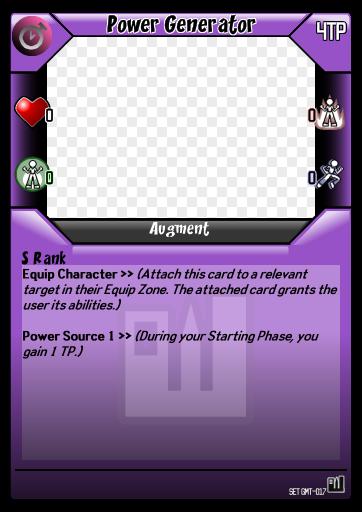 Power Generator
4TP
0
0
0
0
Augment
S Rank
Equip Character >> (Attach this card to a relevant
target in their Equip Zone. The attached card grants the
user its abilities.)
Power Source 1 >> (During your Starting Phase, you
gain 1 TP.)
SET GMT-017